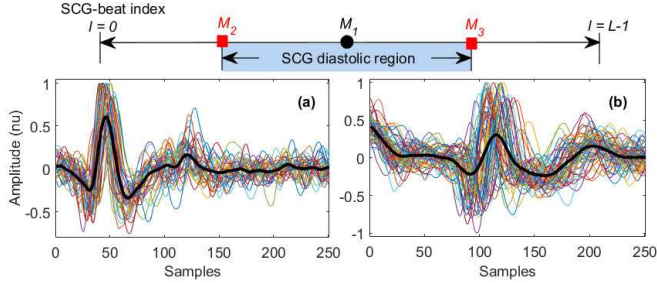 SCG-beat index
I = 0
M2
M1
M3
I = L-1
SCG diastolic region
(a)
(b)
Amplitude (nu)
1
0.5
0
-0.5
0 50 100 150 200 250
Samples
1
0.5
0
-0.5
-1
0 50 100 150 200 250
Samples